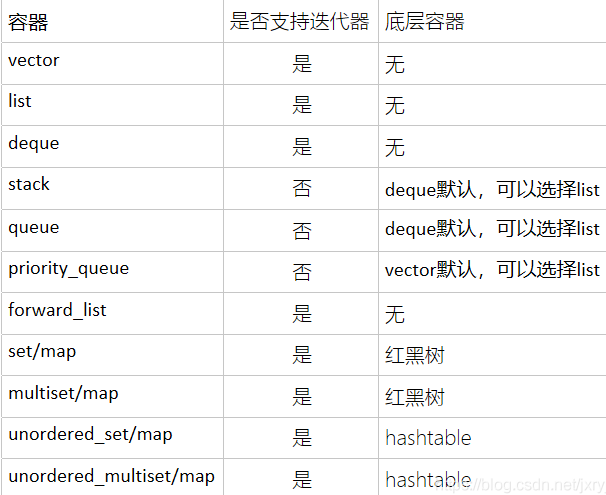 容器 是否支持迭代器 底层容器
vector 是 无
list 是 无
deque 是 无
stack 否 deque默认，可以选择list
queue 否 deque默认，可以选择list
priority_queue 否 vector默认，可以选择list
forward_list 是 无
set/map 是 红黑树
multiset/map 是 红黑树
unordered_set/map 是 hashtable
unordered_multiset/map 是 hashtable
https://blog.csdn.net/jxry